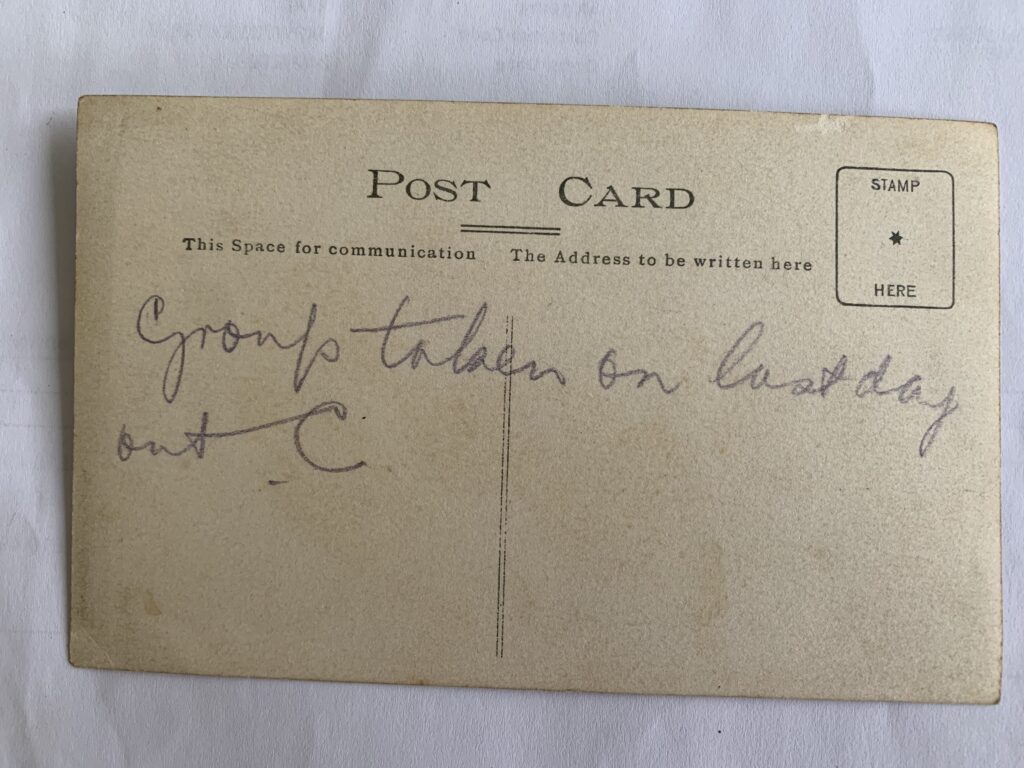 POST CARD
This Space for communication
The Address to be written here
STAMP
HERE
Group taken on last day
out C